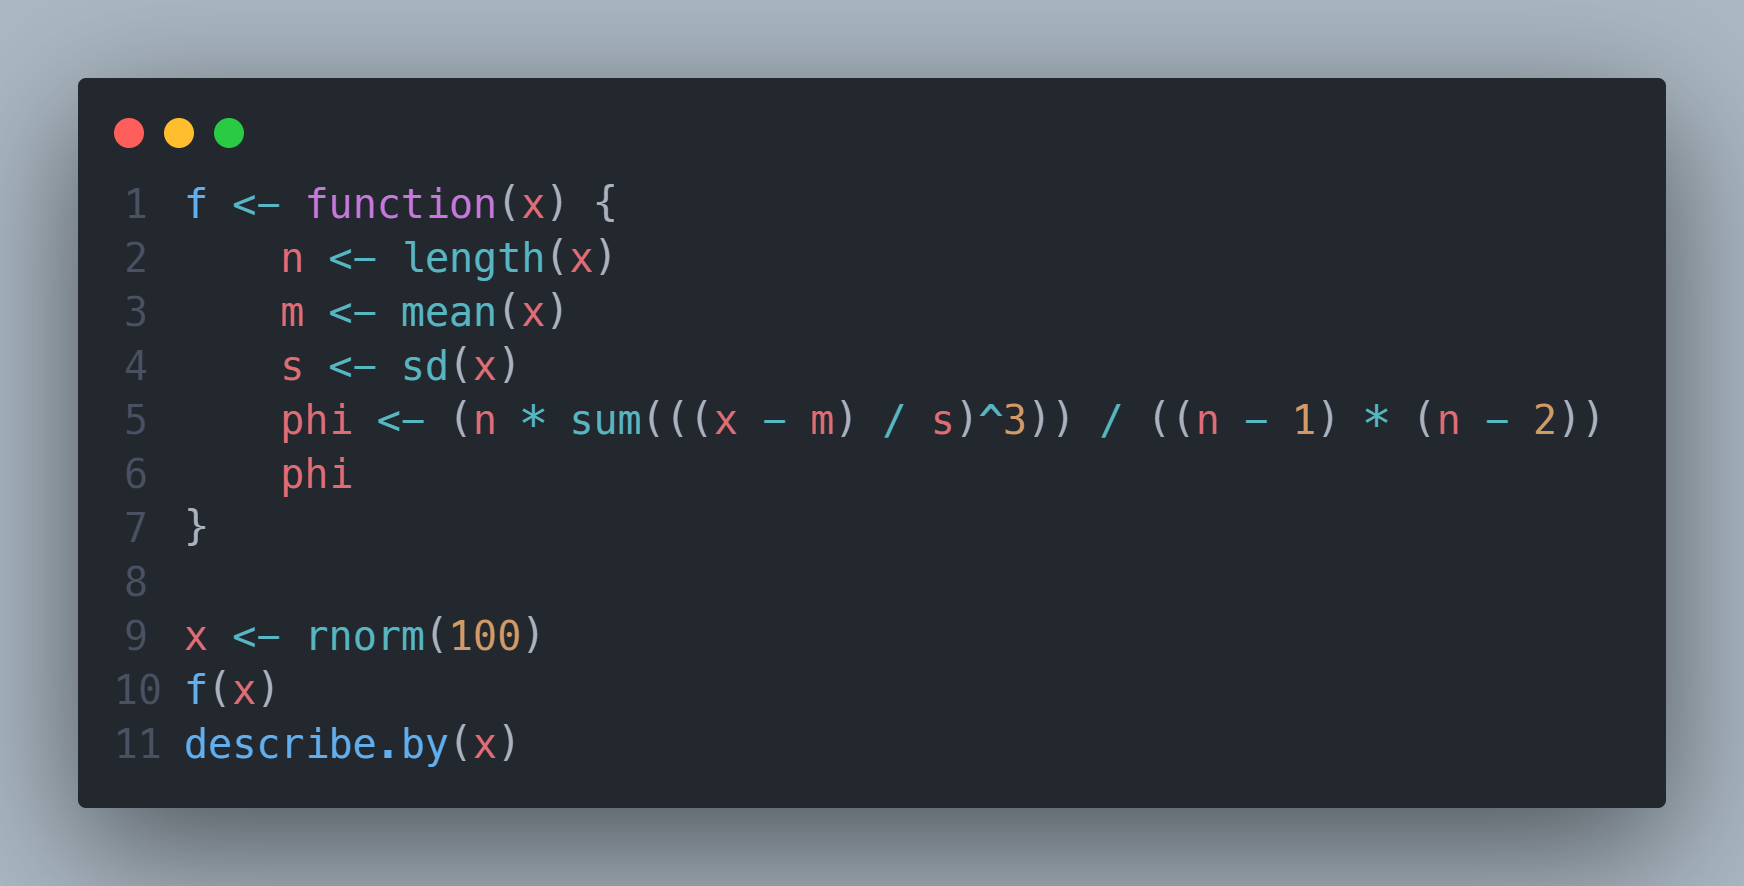 1 f <- function(x) {
2     n <- length(x)
3     m <- mean(x)
4     s <- sd(x)
5     phi <- (n * sum(((x - m) / s)^3)) / ((n - 1) * (n - 2))
6     phi
7 }
8
9 x <- rnorm(100)
10 f(x)
11 describe.by(x)